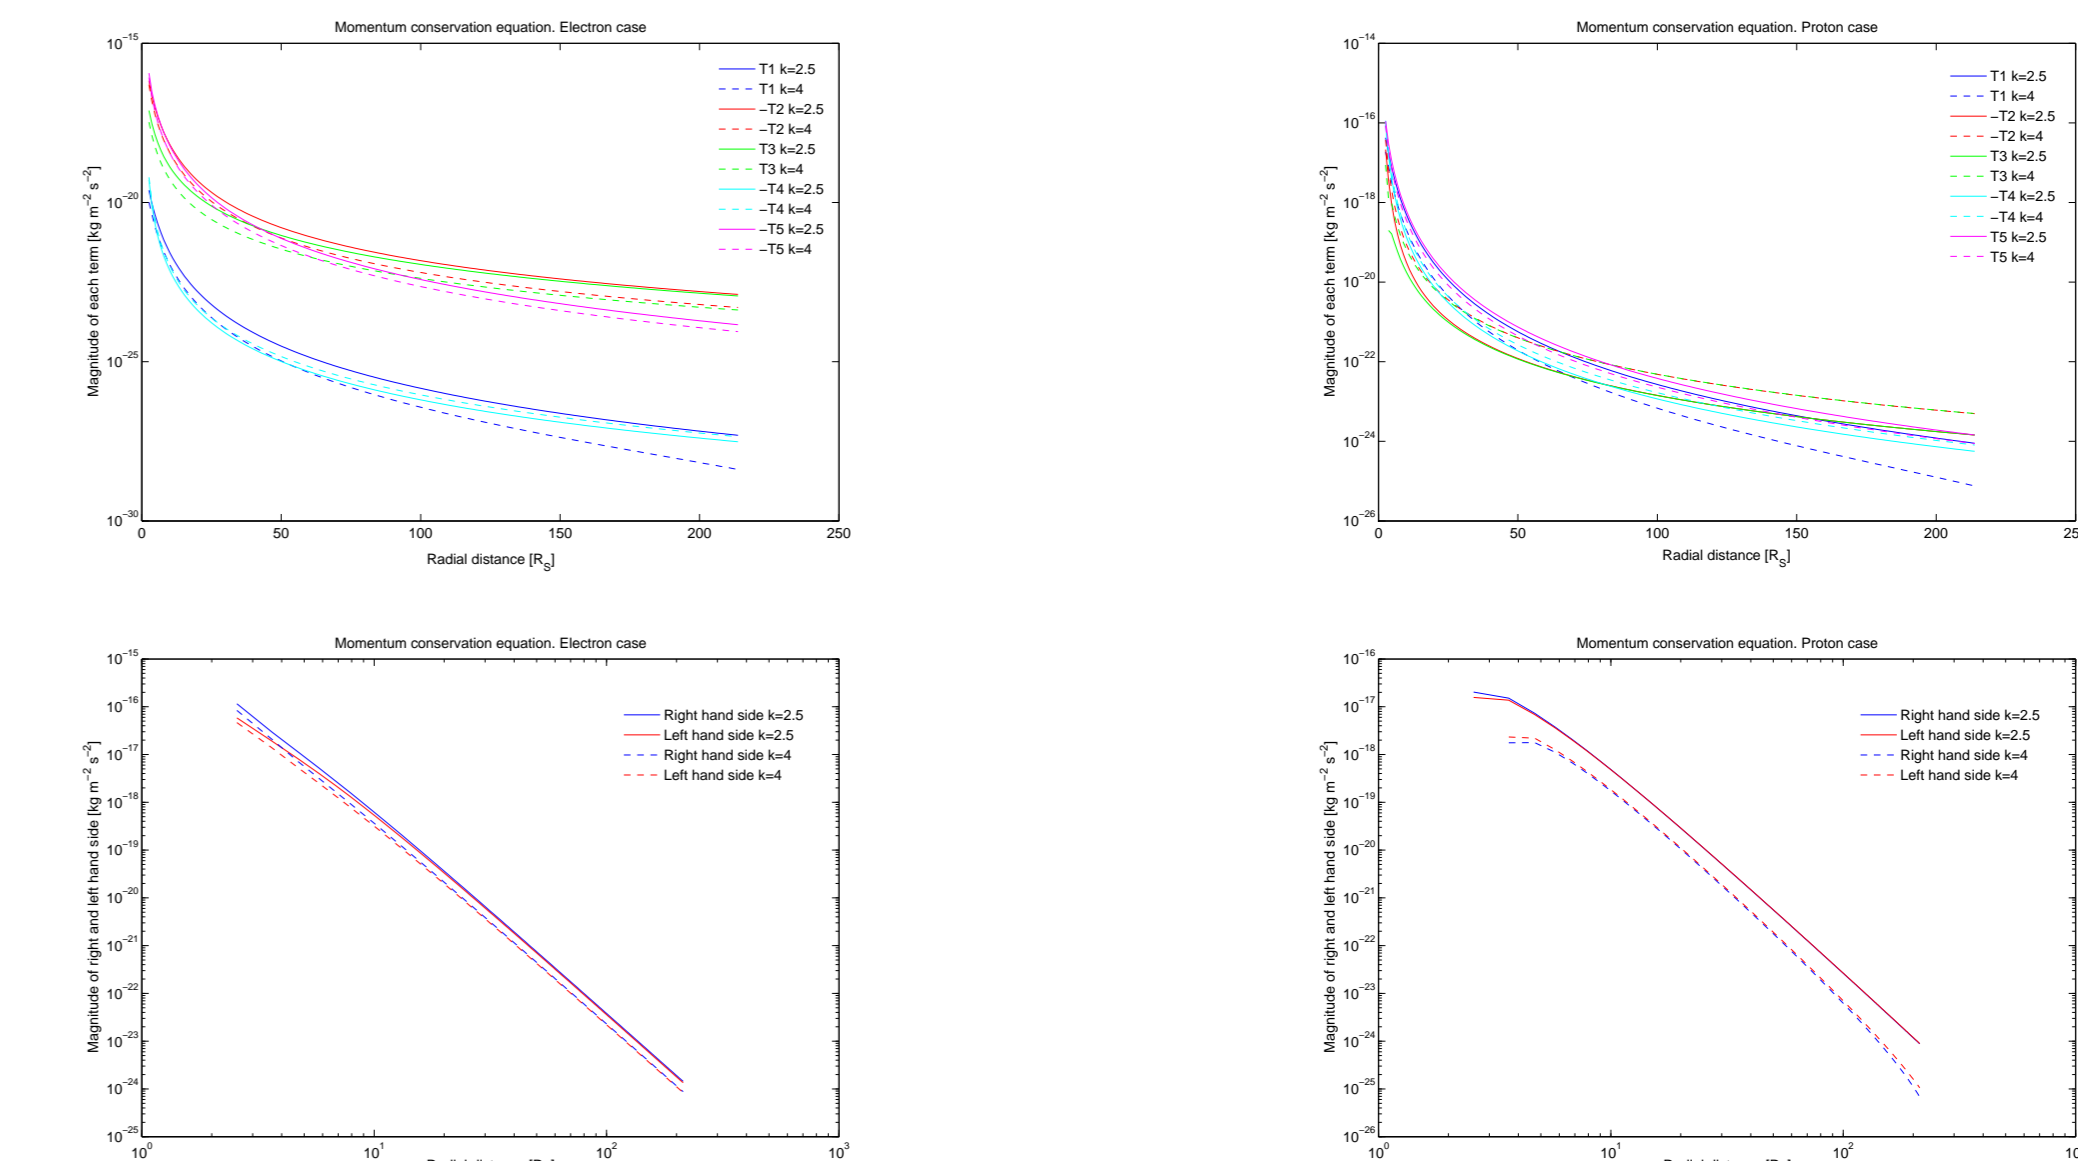 Momentum conservation equation. Electron case
10^−15
10^−20
10^−25
10^−30
Magnitude of each term [kg m^−2 s^−2]
T1 k=2.5
T1 k=4
−T2 k=2.5
−T2 k=4
T3 k=2.5
T3 k=4
−T4 k=2.5
−T4 k=4
−T5 k=2.5
−T5 k=4
0 50 100 150 200 250
Radial distance [R_S]
Momentum conservation equation. Proton case
10^−14
10^−16
10^−18
10^−20
10^−22
10^−24
10^−26
Magnitude of each term [kg m^−2 s^−2]
T1 k=2.5
T1 k=4
−T2 k=2.5
−T2 k=4
T3 k=2.5
T3 k=4
−T4 k=2.5
−T4 k=4
T5 k=2.5
T5 k=4
0 50 100 150 200
Radial distance [R_S]
Momentum conservation equation. Electron case
10^−15
10^−16
10^−17
10^−18
10^−19
10^−20
10^−21
10^−22
10^−23
10^−24
10^−25
Magnitude of right and left hand side [kg m^−2 s^−2]
Right hand side k=2.5
Left hand side k=2.5
Right hand side k=4
Left hand side k=4
10^0 10^1 10^2 10^3
Momentum conservation equation. Proton case
10^−16
10^−17
10^−18
10^−19
10^−20
10^−21
10^−22
10^−23
10^−24
10^−25
10^−26
Magnitude of right and left hand side [kg m^−2 s^−2]
Right hand side k=2.5
Left hand side k=2.5
Right hand side k=4
Left hand side k=4
10^0 10^1 10^2